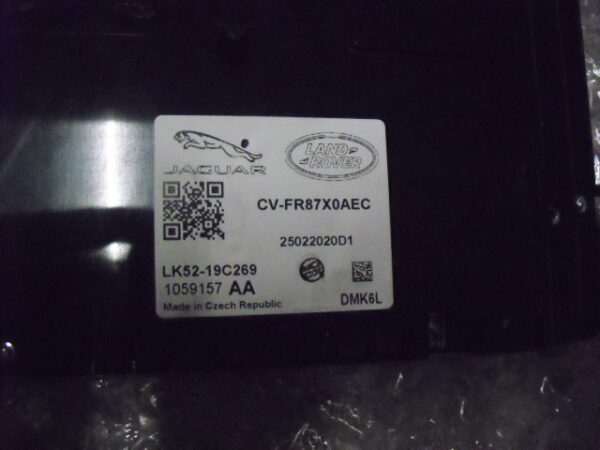 JAGUAR
LAND
ROVER
CV-FR87X0AEC
25022020D1
LK52-19C269
1059157 AA
Made in Czech Republic
DMK6L